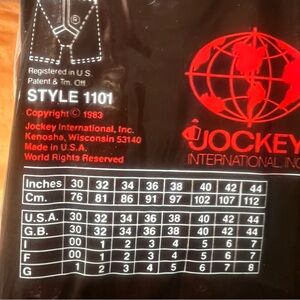 ®
Registered in U.S.
Patent & Tm. Off.
STYLE 1101
Copyright © 1983
Jockey International, Inc.
Kenosha, Wisconsin 53140
Made in U.S.A.
World Rights Reserved
JOCKEY
INTERNATIONAL, INC
Inches 30 32 34 36 38 40 42 44
Cm. 76 81 86 91 97 102 107 112
U.S.A. 30 32 34 36 38 40 42 44
G.B. 30 32 34 36 38 40 42 44
I 00 1 2 3 4 5 6 7
F 00 1 2 3 4 5 6 7
G 1 2 3 4 5 6 7 8